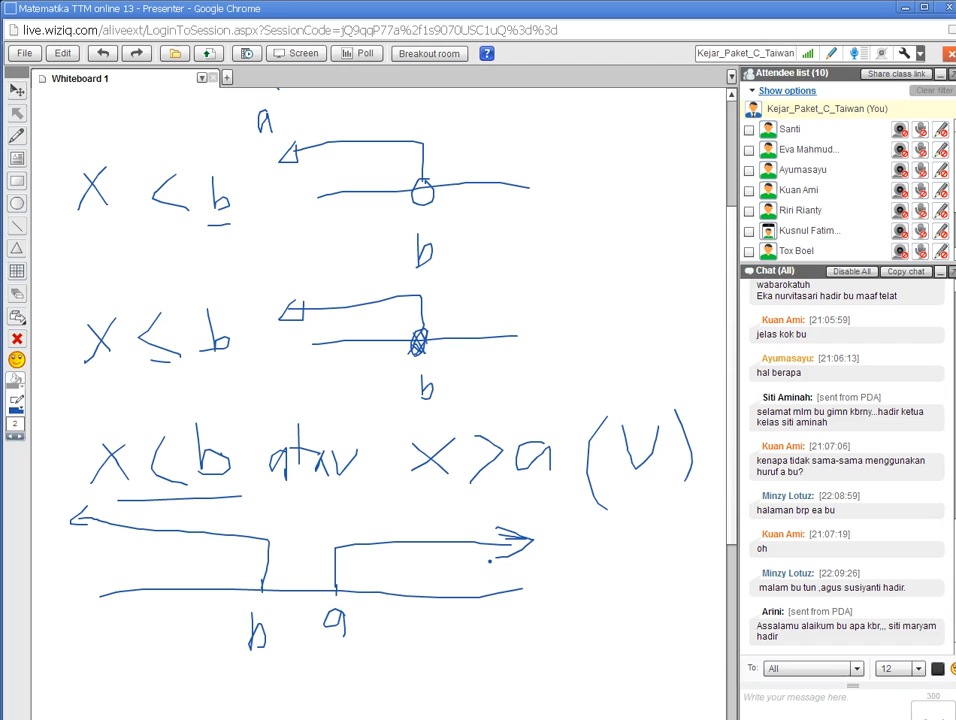 Matematika TTM online 13 - Presenter - Google Chrome
live.wiziq.com/aliveext/LoginToSession.aspx?SessionCode=jQ9qqP77a%2f1s9070USC1uQ%3d%3d
File Edit Screen Poll Breakout room ? Kejar_Paket_C_Taiwan
Whiteboard 1
a
X < b
b
X ≤ b
b
X < b atau X > a (V)
b a
2
Attendee list (10) Share class link
Show options Clear filter
Kejar_Paket_C_Taiwan (You)
Santi
Eva Mahmud...
Ayumasayu
Kuan Ami
Riri Rianty
Kusnul Fatim...
Tox Boel
Chat (All) Disable All Copy chat
wabarokatuh
Eka nurvitasari hadir bu maaf telat
Kuan Ami: [21:05:59]
jelas kok bu
Ayumasayu: [21:06:13]
hal berapa
Siti Aminah: [sent from PDA]
selamat mlm bu gimn kbrny...hadir ketua
kelas siti aminah
Kuan Ami: [21:07:06]
kenapa tidak sama-sama menggunakan
huruf a bu?
Minzy Lotuz: [22:08:59]
halaman brp ea bu
Kuan Ami: [21:07:19]
oh
Minzy Lotuz: [22:09:26]
malam bu tun ,agus susiyanti hadir.
Arini: [sent from PDA]
Assalamu alaikum bu apa kbr,,, siti maryam
hadir
To: All 12
Write your message here. 300